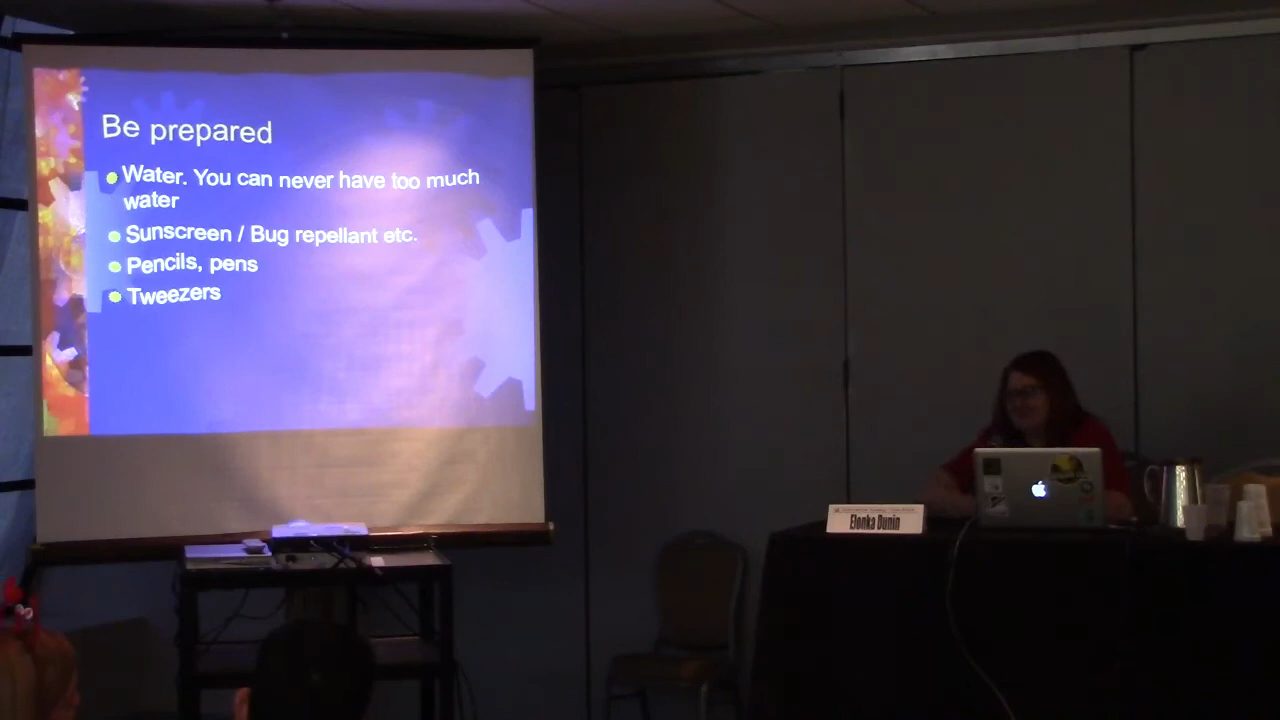 Be prepared
Water. You can never have too much
water
Sunscreen / Bug repellant etc.
Pencils, pens
Tweezers
Elonka Dunin